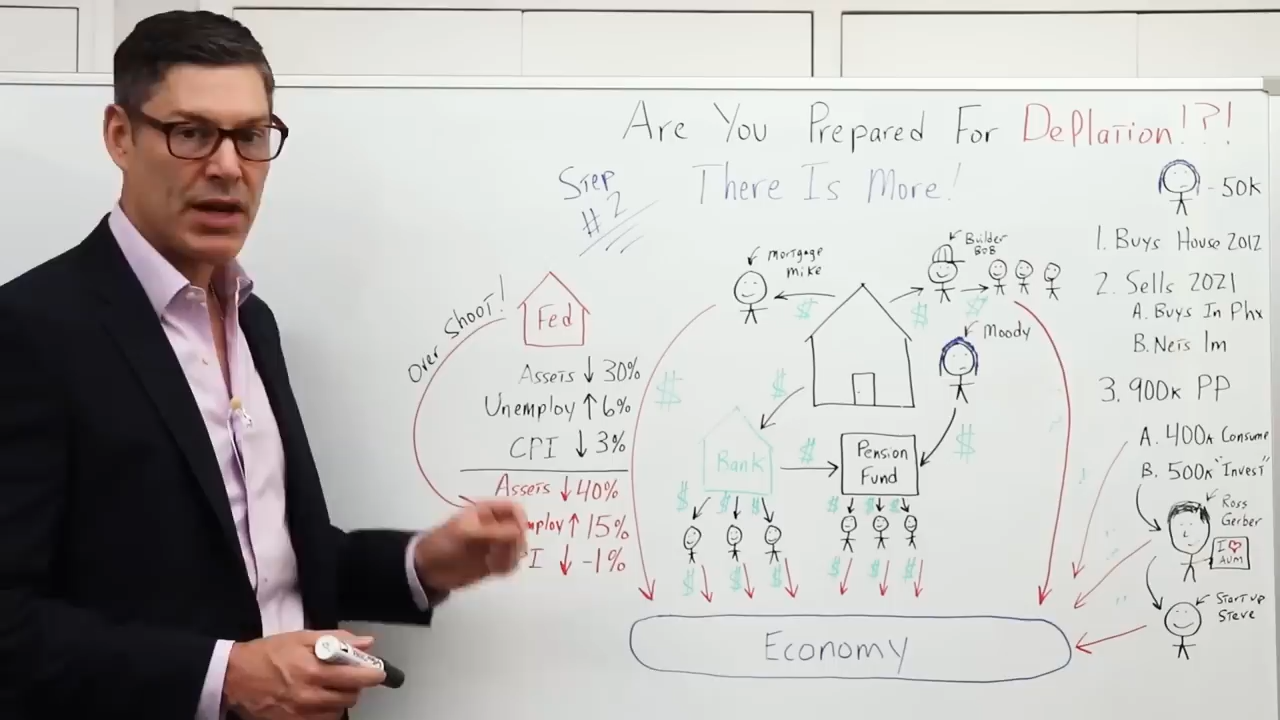 Are You Prepared For Deflation!?!
There Is More!
Step
#2
- 50K
1. Buys House 2012
2. Sells 2021
A. Buys In Phx
B. Nets 1m
3. 900K PP
A. 400K Consume
B. 500K "Invest"
Ross
Gerber
I ♡
AUM
Startup
Steve
Over Shoot!
Fed
Assets ↓ 30%
Unemploy ↑ 6%
CPI ↓ 3%
Assets ↓ 40%
mploy ↑ 15%
PI ↓ -1%
Mortgage
Mike
Builder
Bob
Moody
$
$
$
$
$
Bank
$
Pension
Fund
$
$ $ $
$ $ $
$ $ $
$ $ $
Economy